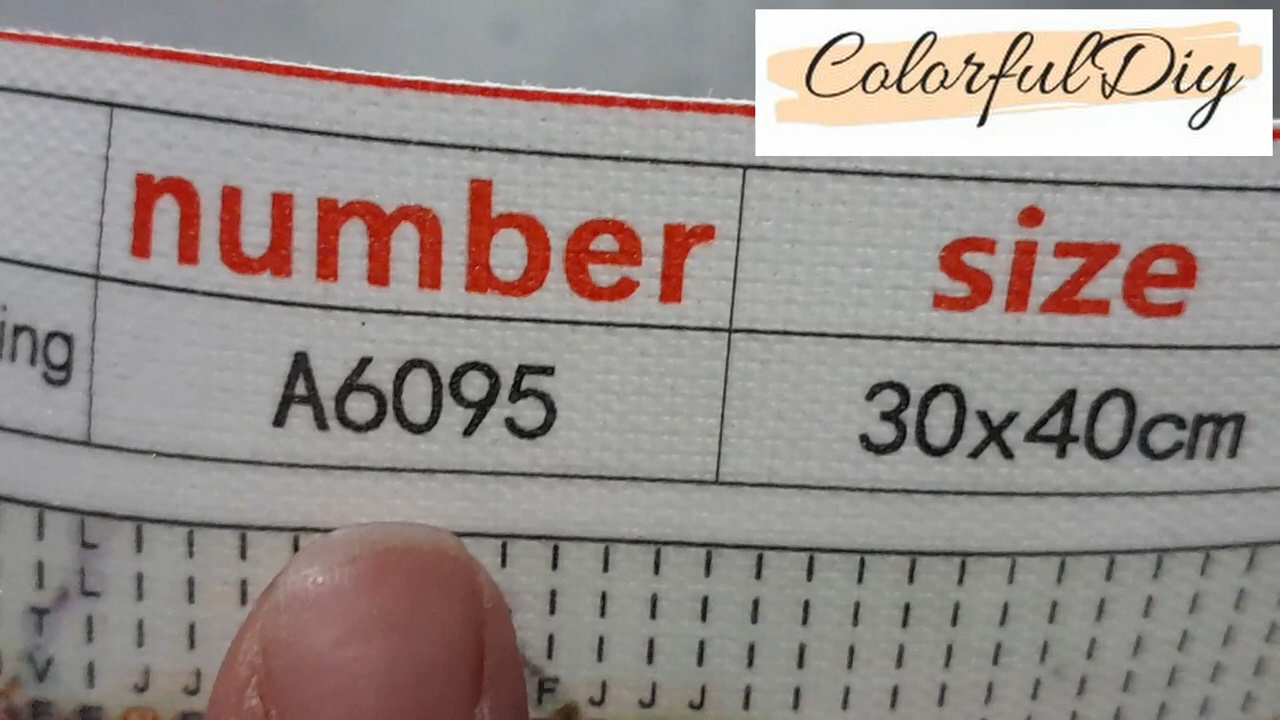 ColorfulDiy
number size
ing A6095 30x40cm
I L I I I I I I I I I I I I I I I I I I
I L I I I I I I I I I I I I I I I I I
T I I I I I I I I I I I I I I I I
V I J J F J J J I I I I I I I I I